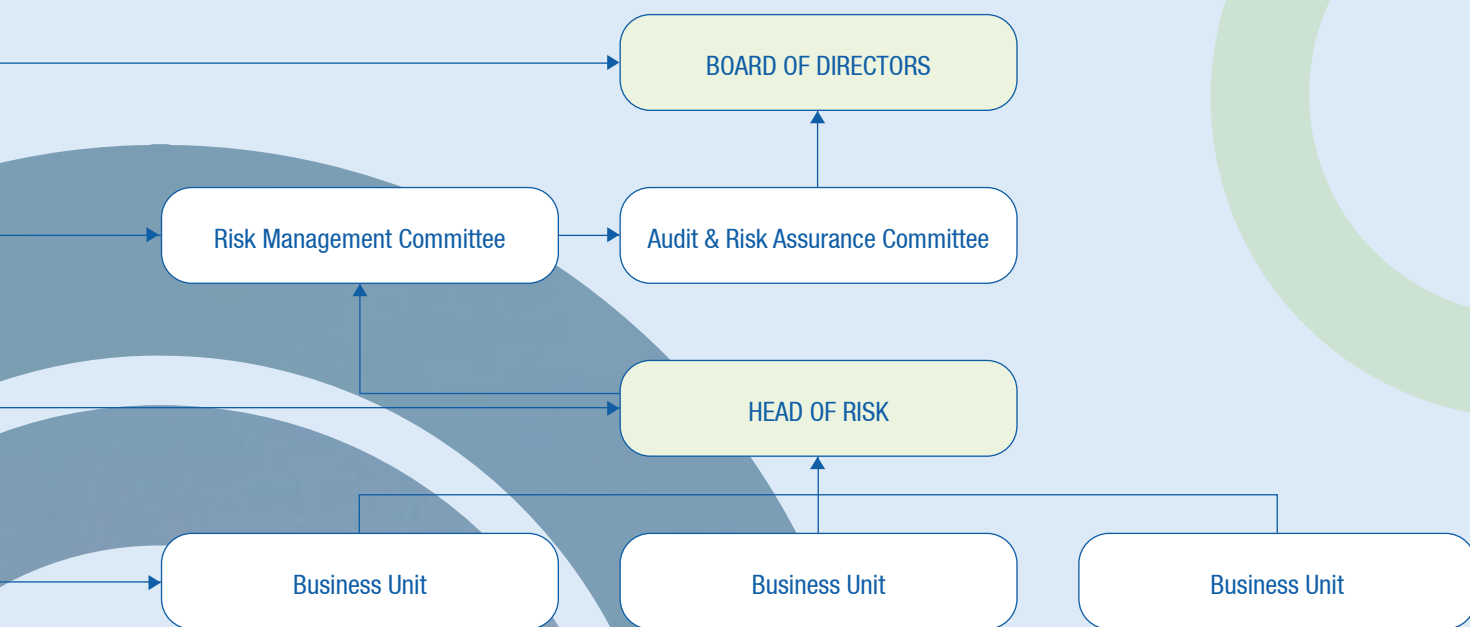 BOARD OF DIRECTORS
Risk Management Committee
Audit & Risk Assurance Committee
HEAD OF RISK
Business Unit
Business Unit
Business Unit